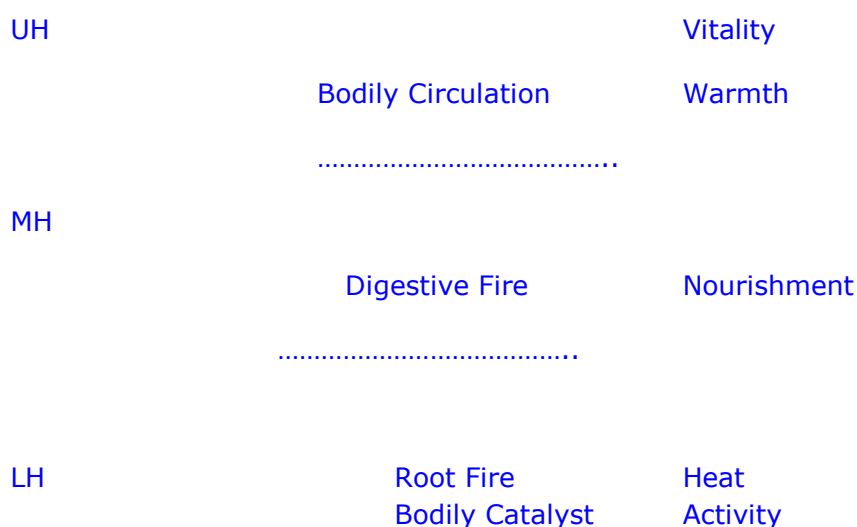 UH Vitality
Bodily Circulation Warmth
…………………………………..
MH
Digestive Fire Nourishment
…………………………………..
LH Root Fire Heat
Bodily Catalyst Activity